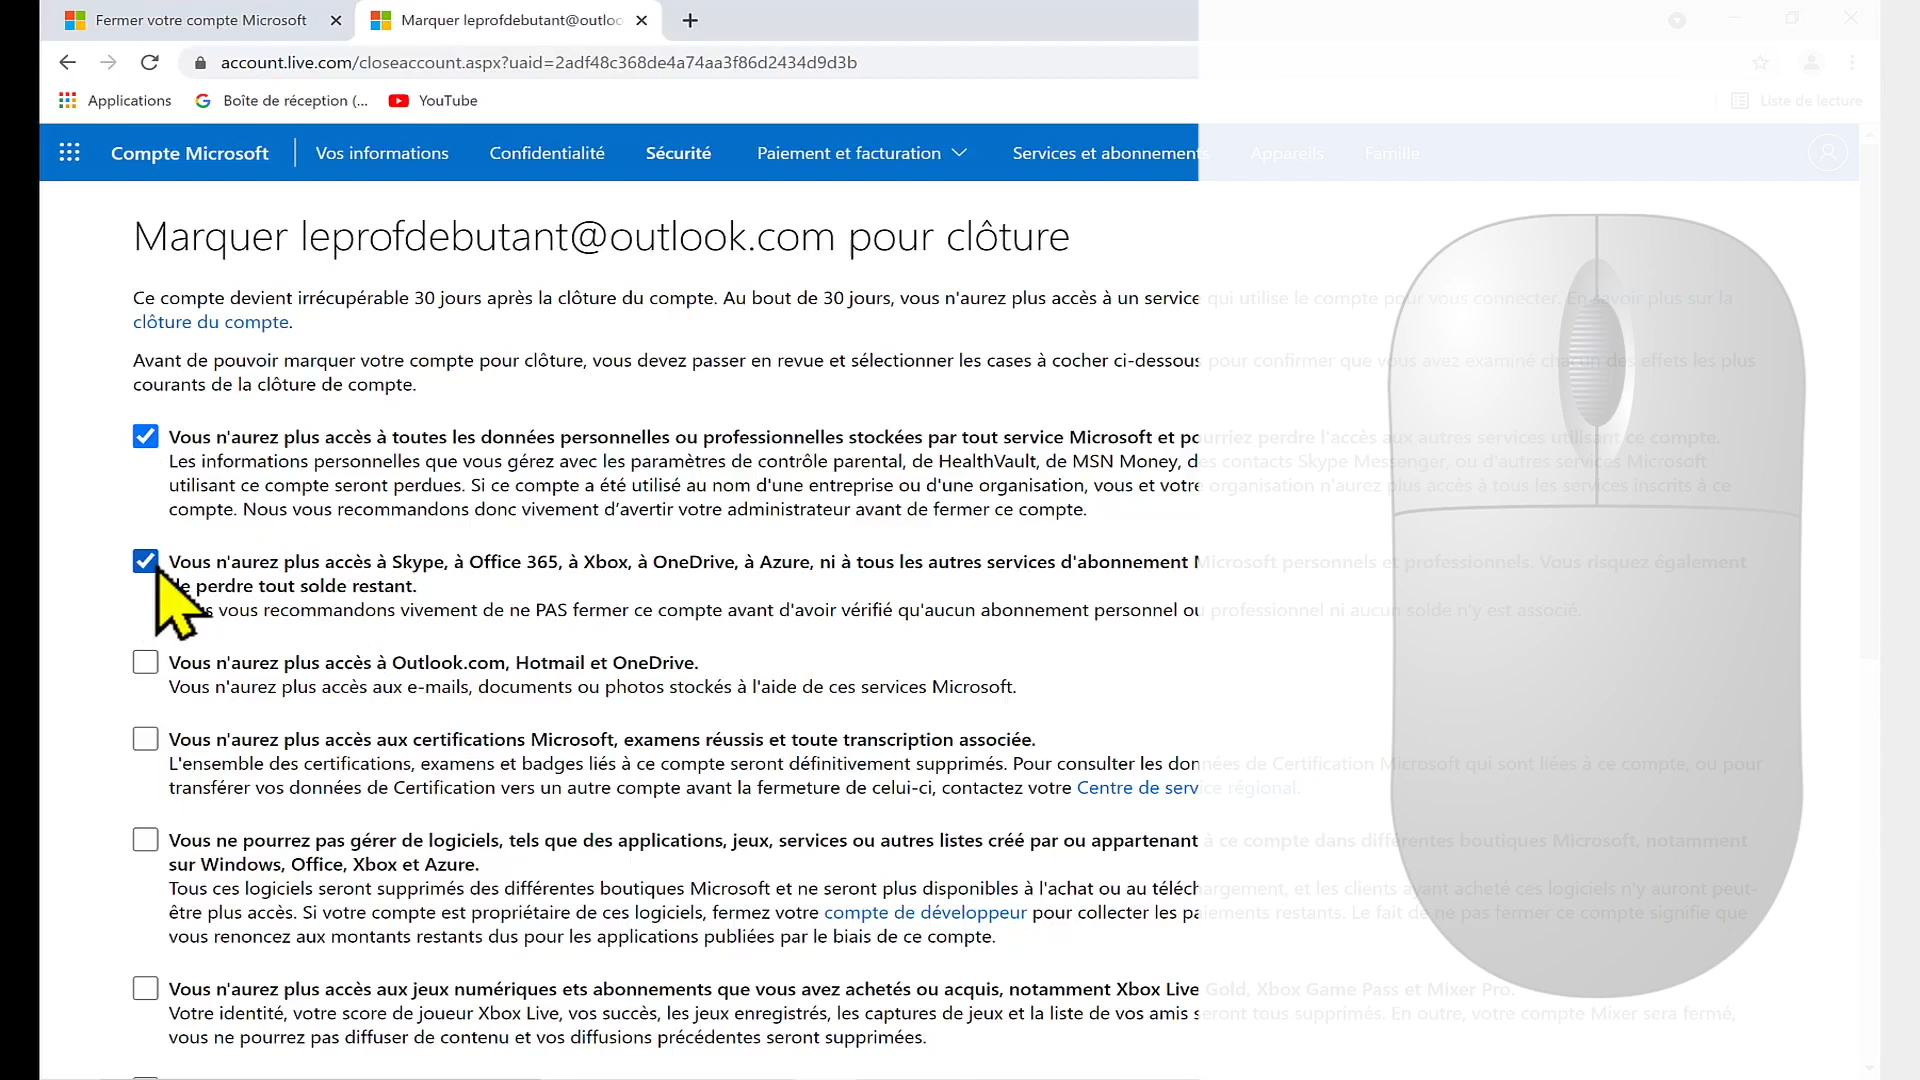 Fermer votre compte Microsoft
Marquer leprofdebutant@outloo
account.live.com/closeaccount.aspx?uaid=2adf48c368de4a74aa3f86d2434d9d3b
Applications Boîte de réception (... YouTube Liste de lecture
Compte Microsoft Vos informations Confidentialité Sécurité Paiement et facturation Services et abonnements Appareils Famille
Marquer leprofdebutant@outlook.com pour clôture
Ce compte devient irrécupérable 30 jours après la clôture du compte. Au bout de 30 jours, vous n'aurez plus accès à un service qui utilise le compte pour vous connecter. En savoir plus sur la
clôture du compte.
Avant de pouvoir marquer votre compte pour clôture, vous devez passer en revue et sélectionner les cases à cocher ci-dessous pour confirmer que vous avez examiné chacun des effets les plus
courants de la clôture de compte.
Vous n'aurez plus accès à toutes les données personnelles ou professionnelles stockées par tout service Microsoft et pourriez perdre l'accès aux autres services utilisant ce compte.
Les informations personnelles que vous gérez avec les paramètres de contrôle parental, de HealthVault, de MSN Money, des contacts Skype Messenger, ou d'autres services Microsoft
utilisant ce compte seront perdues. Si ce compte a été utilisé au nom d'une entreprise ou d'une organisation, vous et votre organisation n'aurez plus accès à tous les services inscrits à ce
compte. Nous vous recommandons donc vivement d'avertir votre administrateur avant de fermer ce compte.
Vous n'aurez plus accès à Skype, à Office 365, à Xbox, à OneDrive, à Azure, ni à tous les autres services d'abonnement Microsoft personnels et professionnels. Vous risquez également
perdre tout solde restant.
vous recommandons vivement de ne PAS fermer ce compte avant d'avoir vérifié qu'aucun abonnement personnel ou professionnel ni aucun solde n'y est associé.
Vous n'aurez plus accès à Outlook.com, Hotmail et OneDrive.
Vous n'aurez plus accès aux e-mails, documents ou photos stockés à l'aide de ces services Microsoft.
Vous n'aurez plus accès aux certifications Microsoft, examens réussis et toute transcription associée.
L'ensemble des certifications, examens et badges liés à ce compte seront définitivement supprimés. Pour consulter les données de Certification Microsoft qui sont liées à ce compte, ou pour
transférer vos données de Certification vers un autre compte avant la fermeture de celui-ci, contactez votre Centre de service régional.
Vous ne pourrez pas gérer de logiciels, tels que des applications, jeux, services ou autres listes créé par ou appartenant à ce compte dans différentes boutiques Microsoft, notamment
sur Windows, Office, Xbox et Azure.
Tous ces logiciels seront supprimés des différentes boutiques Microsoft et ne seront plus disponibles à l'achat ou au téléchargement, et les clients ayant acheté ces logiciels n'y auront peut-
être plus accès. Si votre compte est propriétaire de ces logiciels, fermez votre compte de développeur pour collecter les paiements restants. Le fait de ne pas fermer ce compte signifie que
vous renoncez aux montants restants dus pour les applications publiées par le biais de ce compte.
Vous n'aurez plus accès aux jeux numériques ets abonnements que vous avez achetés ou acquis, notamment Xbox Live Gold, Xbox Game Pass et Mixer Pro.
Votre identité, votre score de joueur Xbox Live, vos succès, les jeux enregistrés, les captures de jeux et la liste de vos amis seront tous supprimés. En outre, votre compte Mixer sera fermé,
vous ne pourrez pas diffuser de contenu et vos diffusions précédentes seront supprimées.